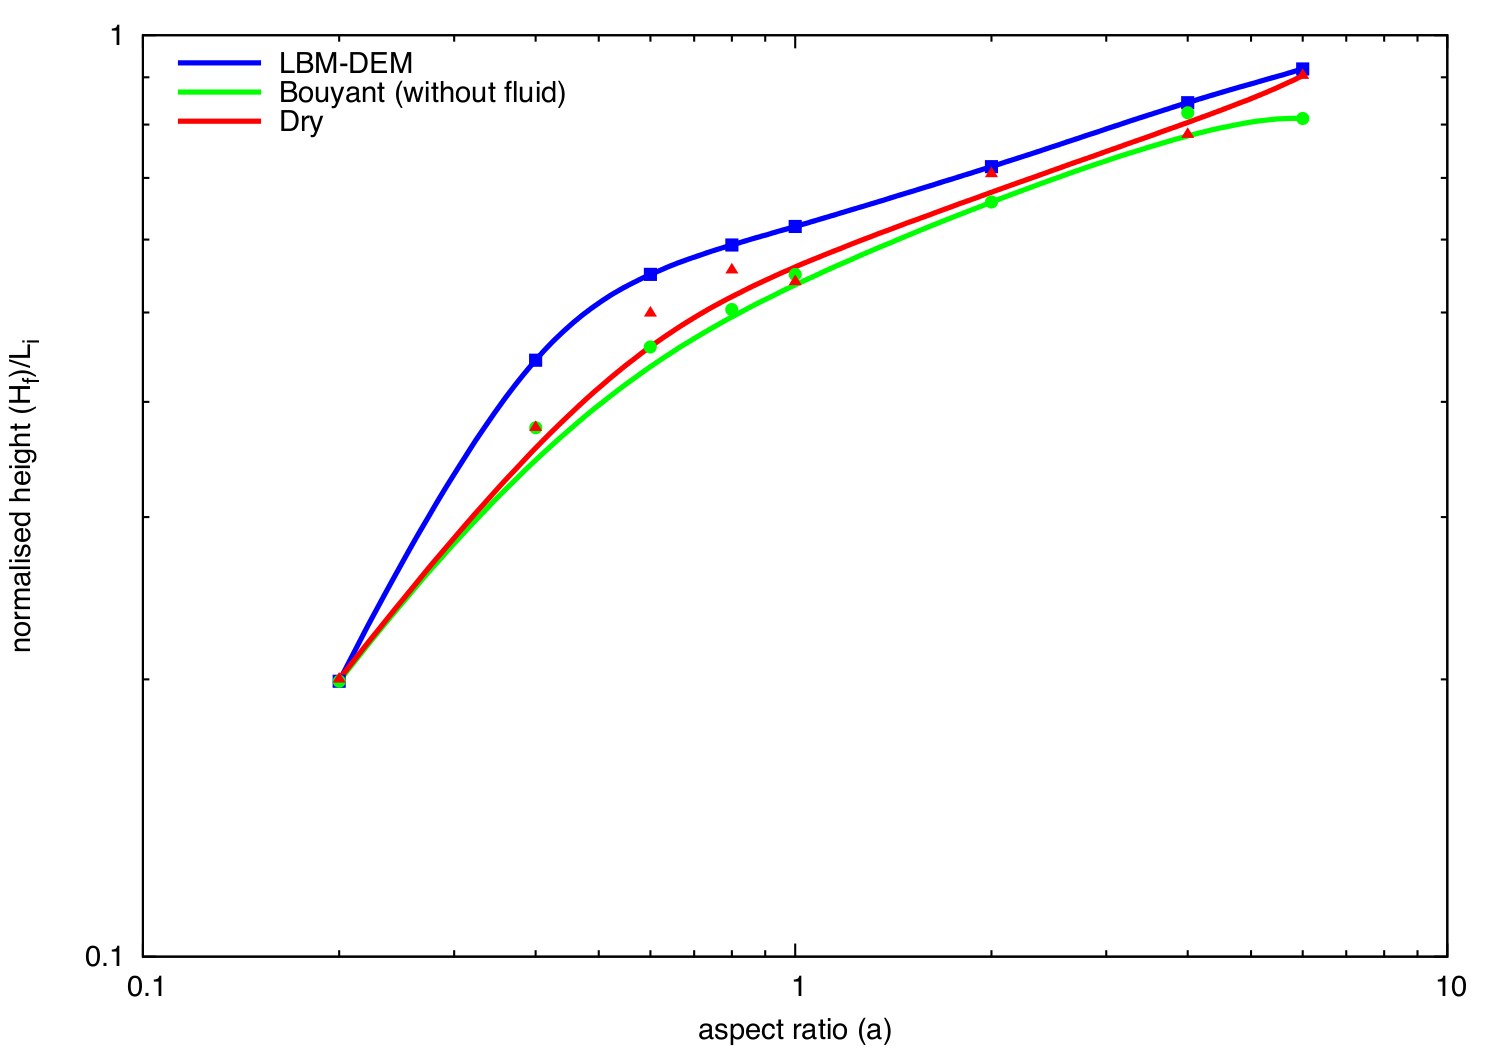 1
LBM-DEM
Bouyant (without fluid)
Dry
normalised height (Hf)/Li
0.1
0.1
1
10
aspect ratio (a)